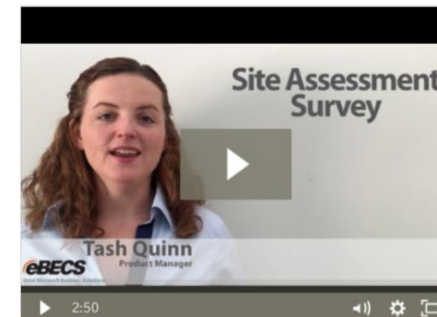 Site Assessment
Survey
Tash Quinn
Product Manager
eBECS
2:50